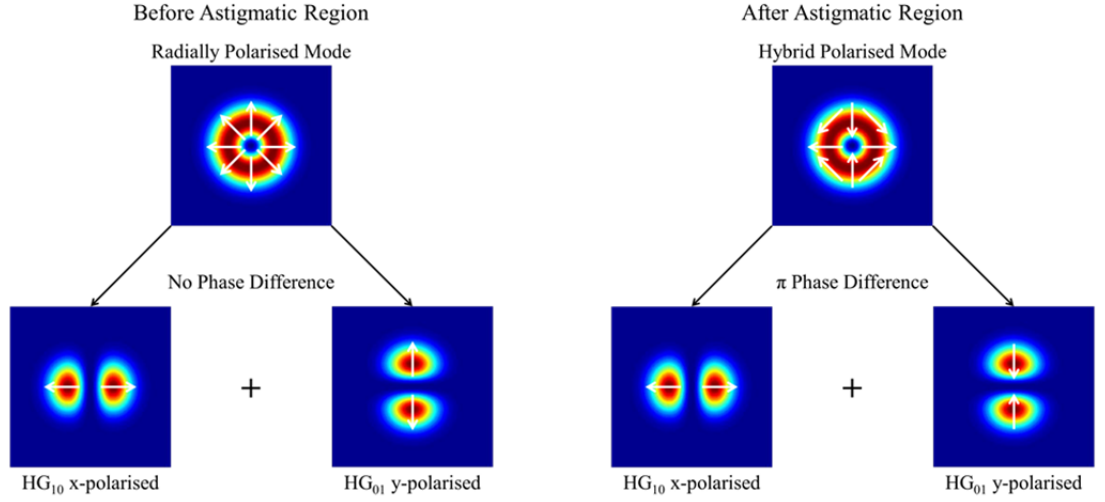 Before Astigmatic Region
Radially Polarised Mode
No Phase Difference
+
HG₁₀ x-polarised
HG₀₁ y-polarised
After Astigmatic Region
Hybrid Polarised Mode
π Phase Difference
+
HG₁₀ x-polarised
HG₀₁ y-polarised